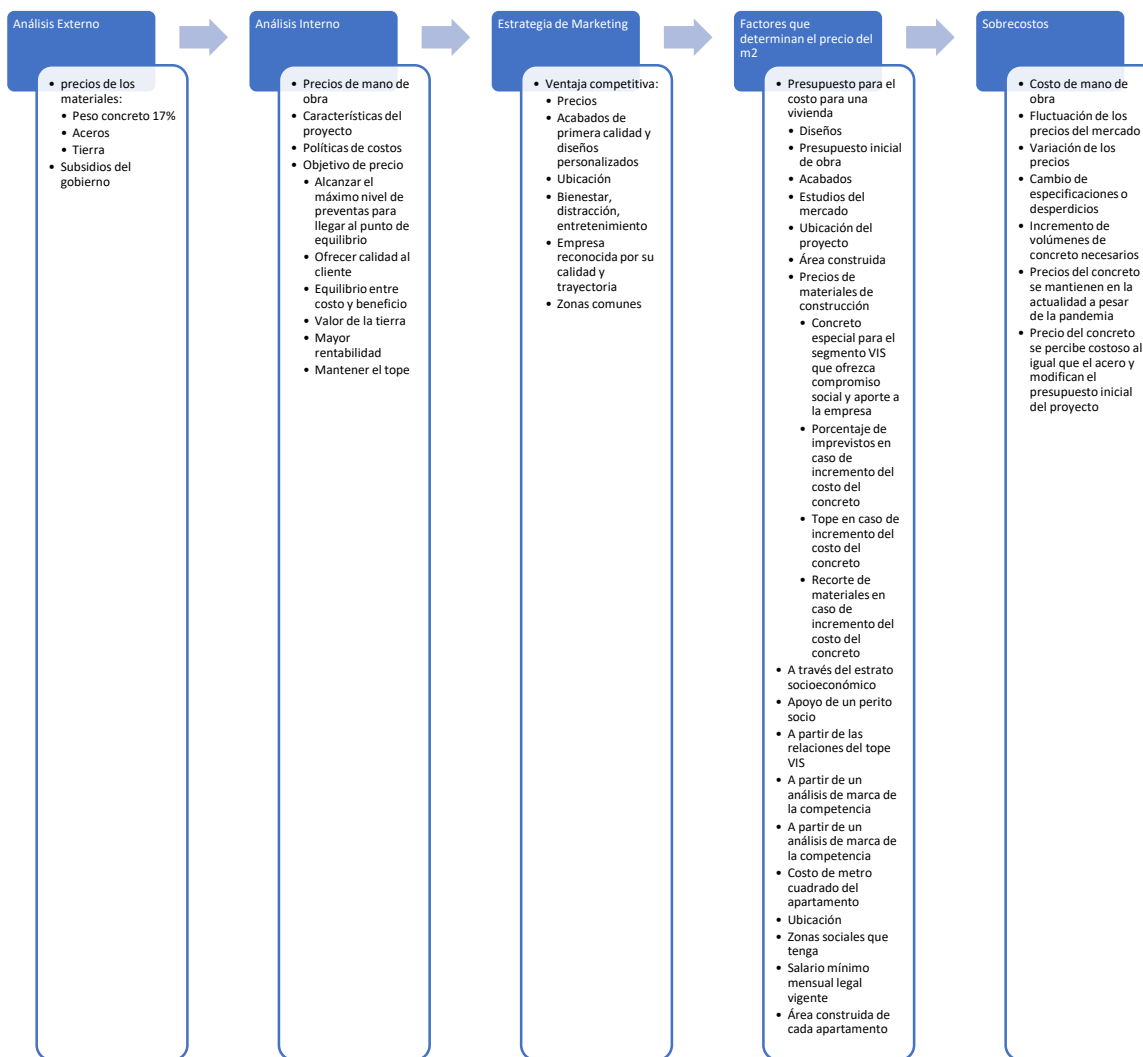 Análisis Externo
• precios de los
materiales:
• Peso concreto 17%
• Aceros
• Tierra
• Subsidios del
gobierno
Análisis Interno
• Precios de mano de
obra
• Características del
proyecto
• Políticas de costos
• Objetivo de precio
• Alcanzar el
máximo nivel de
preventas para
llegar al punto de
equilibrio
• Ofrecer calidad al
cliente
• Equilibrio entre
costo y beneficio
• Valor de la tierra
• Mayor
rentabilidad
• Mantener el tope
Estrategia de Marketing
• Ventaja competitiva:
• Precios
• Acabados de
primera calidad y
diseños
personalizados
• Ubicación
• Bienestar,
distracción,
entretenimiento
• Empresa
reconocida por su
calidad y
trayectoria
• Zonas comunes
Factores que
determinan el precio del
m2
• Presupuesto para el
costo para una
vivienda
• Diseños
• Presupuesto inicial
de obra
• Acabados
• Estudios del
mercado
• Ubicación del
proyecto
• Área construida
• Precios de
materiales de
construcción
• Concreto
especial para el
segmento VIS
que ofrezca
compromiso
social y aporte a
la empresa
• Porcentaje de
imprevistos en
caso de
incremento del
costo del
concreto
• Tope en caso de
incremento del
costo del
concreto
• Recorte de
materiales en
caso de
incremento del
costo del
concreto
• A través del estrato
socioeconómico
• Apoyo de un perito
socio
• A partir de las
relaciones del tope
VIS
• A partir de un
análisis de marca de
la competencia
• A partir de un
análisis de marca de
la competencia
• Costo de metro
cuadrado del
apartamento
• Ubicación
• Zonas sociales que
tenga
• Salario mínimo
mensual legal
vigente
• Área construida de
cada apartamento
Sobrecostos
• Costo de mano de
obra
• Fluctuación de los
precios del mercado
• Variación de los
precios
• Cambio de
especificaciones o
desperdicios
• Incremento de
volúmenes de
concreto necesarios
• Precios del concreto
se mantienen en la
actualidad a pesar
de la pandemia
• Precio del concreto
se percibe costoso al
igual que el acero y
modifican el
presupuesto inicial
del proyecto